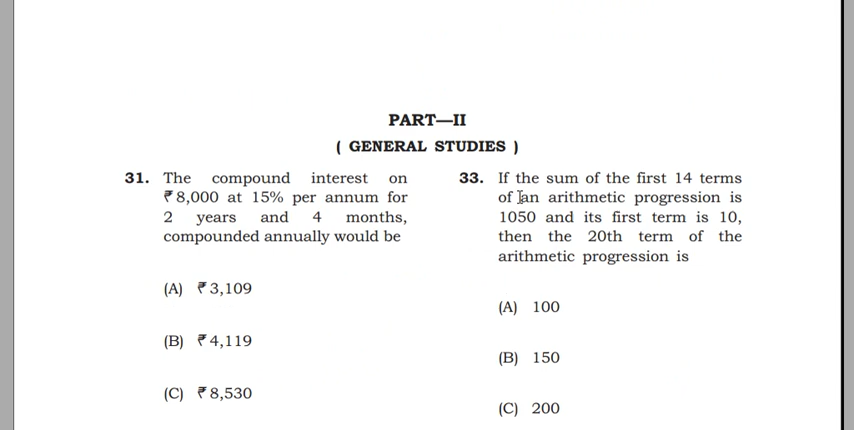 PART—II
( GENERAL STUDIES )
31. The compound interest on
₹8,000 at 15% per annum for
2 years and 4 months,
compounded annually would be
(A) ₹3,109
(B) ₹4,119
(C) ₹8,530
33. If the sum of the first 14 terms
of an arithmetic progression is
1050 and its first term is 10,
then the 20th term of the
arithmetic progression is
(A) 100
(B) 150
(C) 200